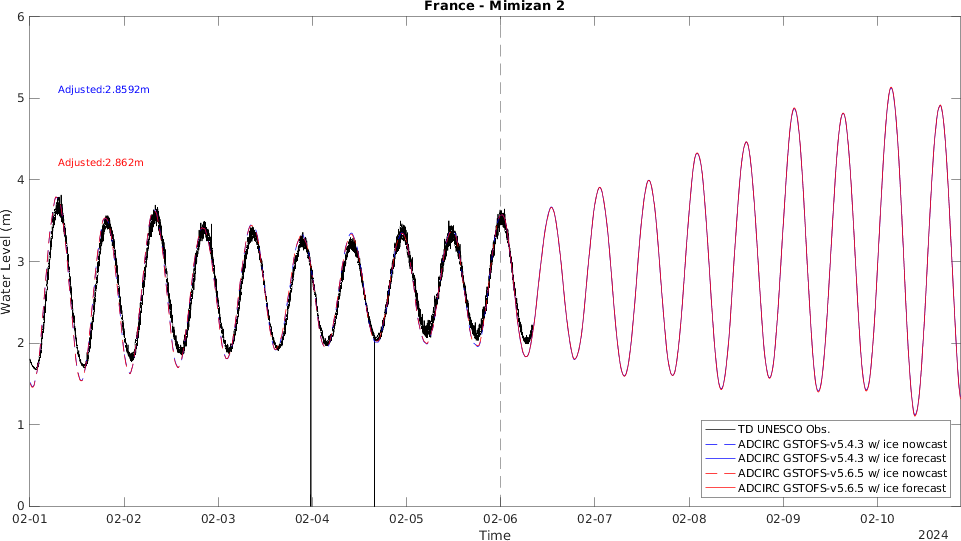 France - Mimizan 2
6
5
4
3
2
1
0
Water Level (m)
Adjusted:2.8592m
Adjusted:2.862m
TD UNESCO Obs.
ADCIRC GSTOFS-v5.4.3 w/ ice nowcast
ADCIRC GSTOFS-v5.4.3 w/ ice forecast
ADCIRC GSTOFS-v5.6.5 w/ ice nowcast
ADCIRC GSTOFS-v5.6.5 w/ ice forecast
02-01 02-02 02-03 02-04 02-05 02-06 02-07 02-08 02-09 02-10
Time
2024